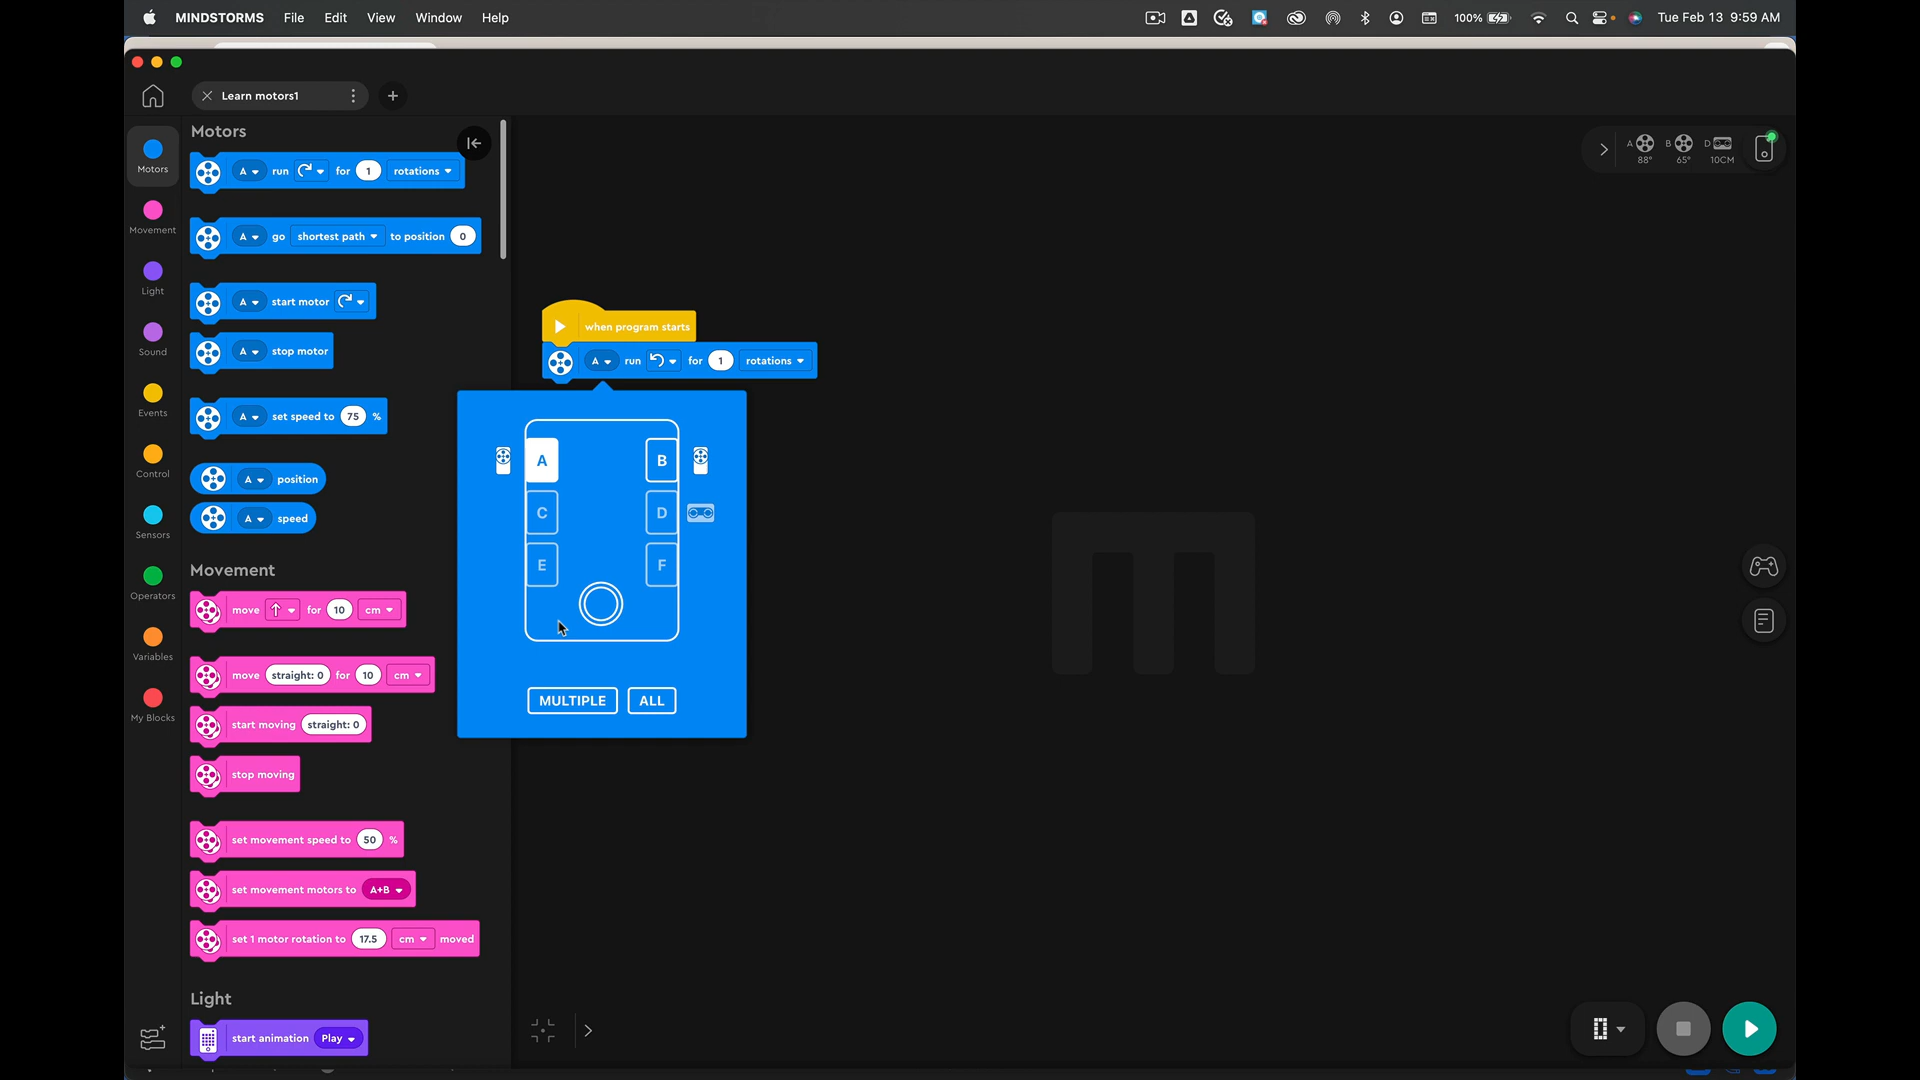 MINDSTORMS File Edit View Window Help 100% Tue Feb 13 9:59 AM
Learn motors1
Motors
Movement
Light
Sound
Events
Control
Sensors
Operators
Variables
My Blocks
Motors
A run for 1 rotations
A go shortest path to position 0
A start motor
A stop motor
A set speed to 75 %
A position
A speed
Movement
move for 10 cm
move straight: 0 for 10 cm
start moving straight: 0
stop moving
set movement speed to 50 %
set movement motors to A+B
set 1 motor rotation to 17.5 cm moved
Light
start animation Play
when program starts
A run for 1 rotations
A B
C D
E F
MULTIPLE ALL
A B D
88° 65° 10CM